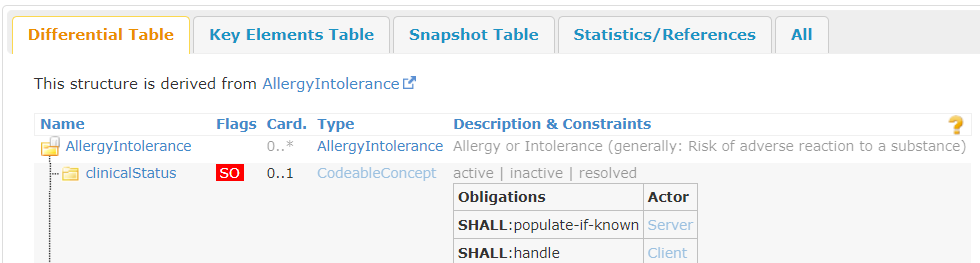 Differential Table Key Elements Table Snapshot Table Statistics/References All
This structure is derived from AllergyIntolerance
Name Flags Card. Type Description & Constraints ?
AllergyIntolerance 0..* AllergyIntolerance Allergy or Intolerance (generally: Risk of adverse reaction to a substance)
clinicalStatus SO 0..1 CodeableConcept active | inactive | resolved
Obligations Actor
SHALL:populate-if-known Server
SHALL:handle Client